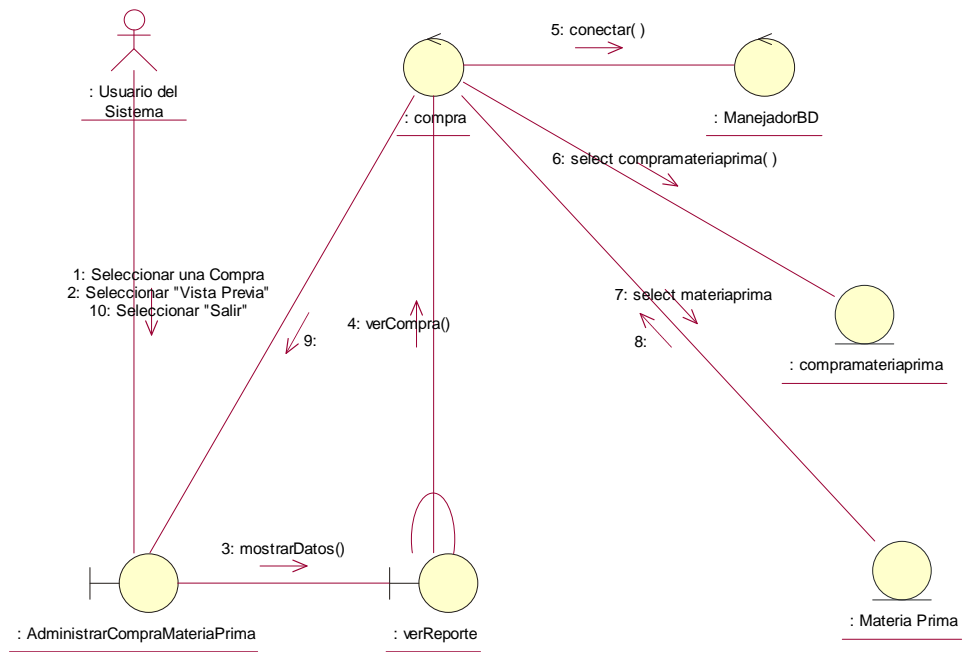 5: conectar( )
: Usuario del
Sistema
: compra
: ManejadorBD
6: select compramateriaprima( )
1: Seleccionar una Compra
2: Seleccionar "Vista Previa"
10: Seleccionar "Salir"
7: select materiaprima
4: verCompra()
9:
8:
: compramateriaprima
3: mostrarDatos()
: AdministrarCompraMateriaPrima
: verReporte
: Materia Prima